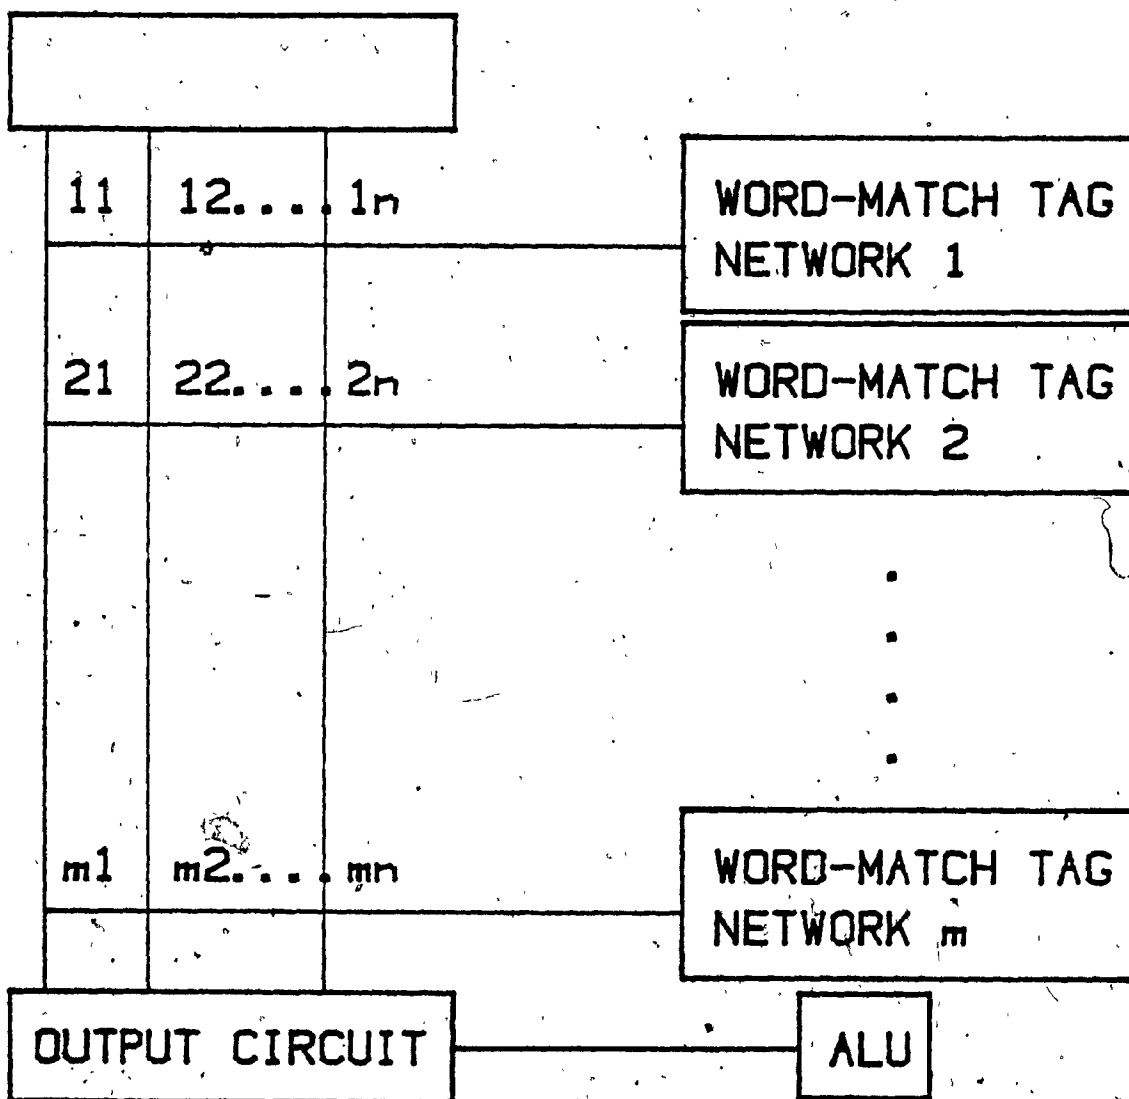 11 12....1n
WORD-MATCH TAG
NETWORK 1
21 22....2n
WORD-MATCH TAG
NETWORK 2
m1 m2....mn
WORD-MATCH TAG
NETWORK m
OUTPUT CIRCUIT
ALU